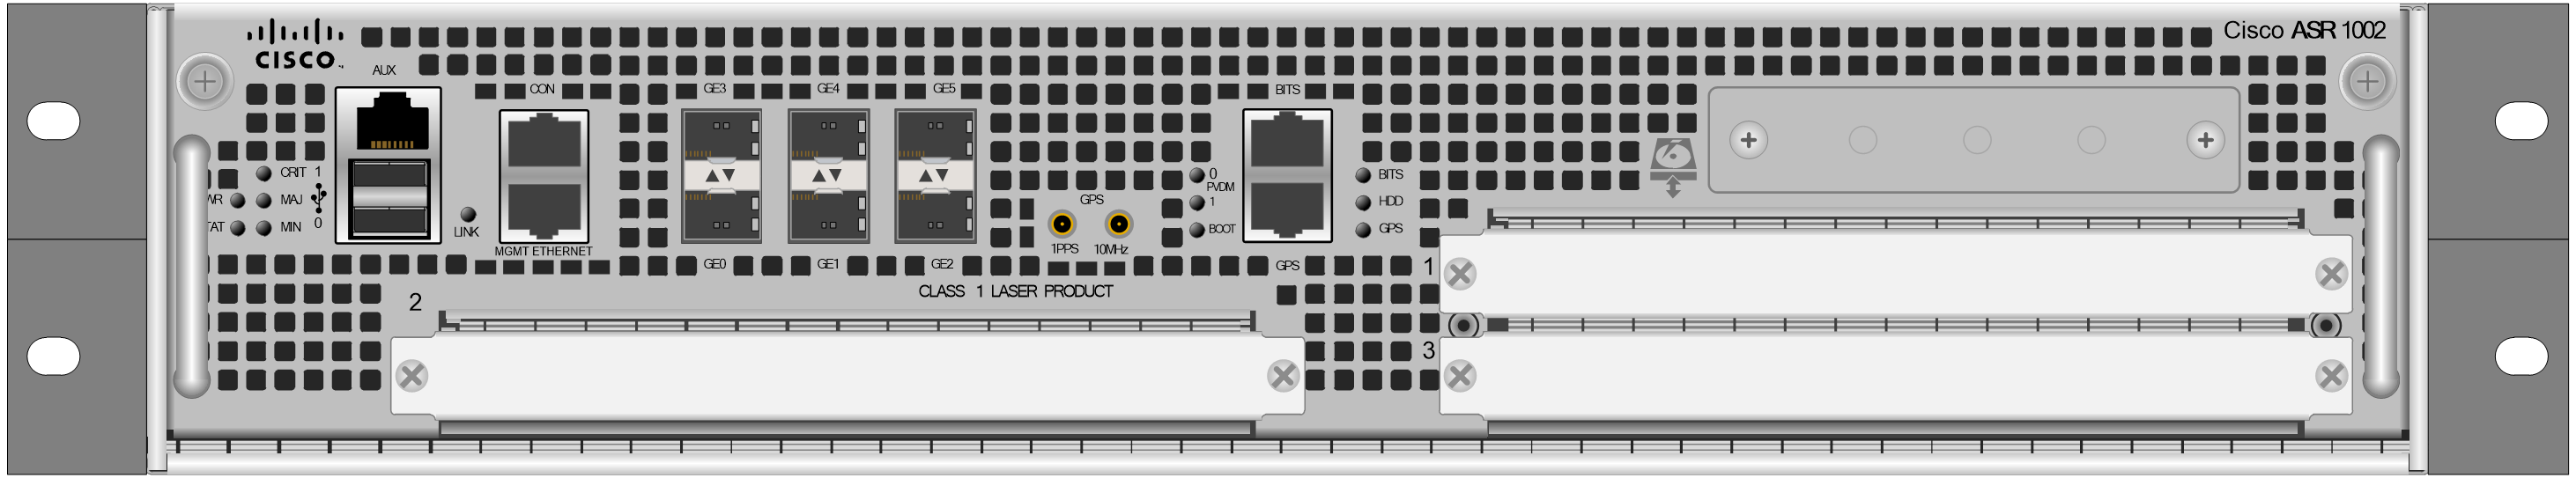 CISCO
Cisco ASR 1002
AUX
CON
GE3
GE4
GE5
BITS
CRIT 1
WR
MAJ
TAT
MIN 0
LINK
MGMT ETHERNET
GPS
1PPS
10MHz
0
PVDM
1
BOOT
BITS
HDD
GPS
GE0
GE1
GE2
GPS
1
CLASS 1 LASER PRODUCT
2
3